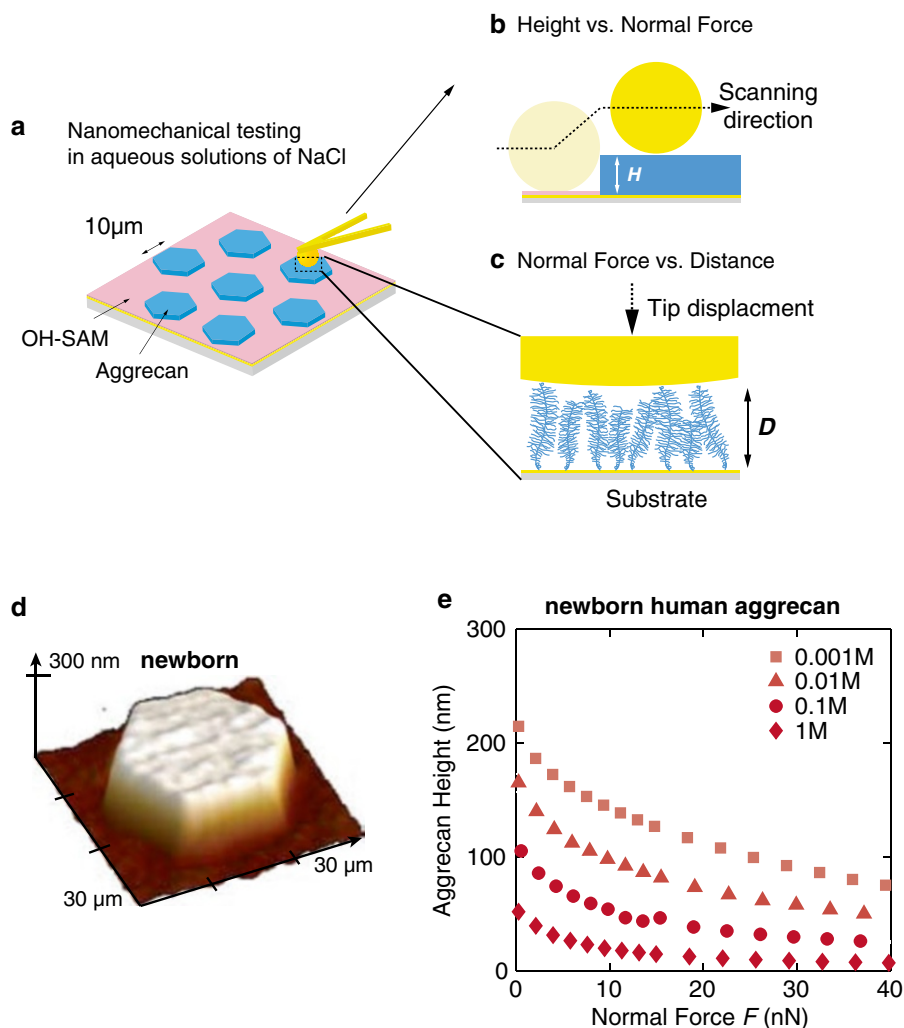 a
Nanomechanical testing
in aqueous solutions of NaCl
10µm
OH-SAM
Aggrecan
b Height vs. Normal Force
Scanning
direction
H
c Normal Force vs. Distance
Tip displacment
D
Substrate
d
300 nm
newborn
30 µm
30 µm
e
newborn human aggrecan
300
200
100
0
Aggrecan Height (nm)
0.001M
0.01M
0.1M
1M
0 10 20 30 40
Normal Force F (nN)